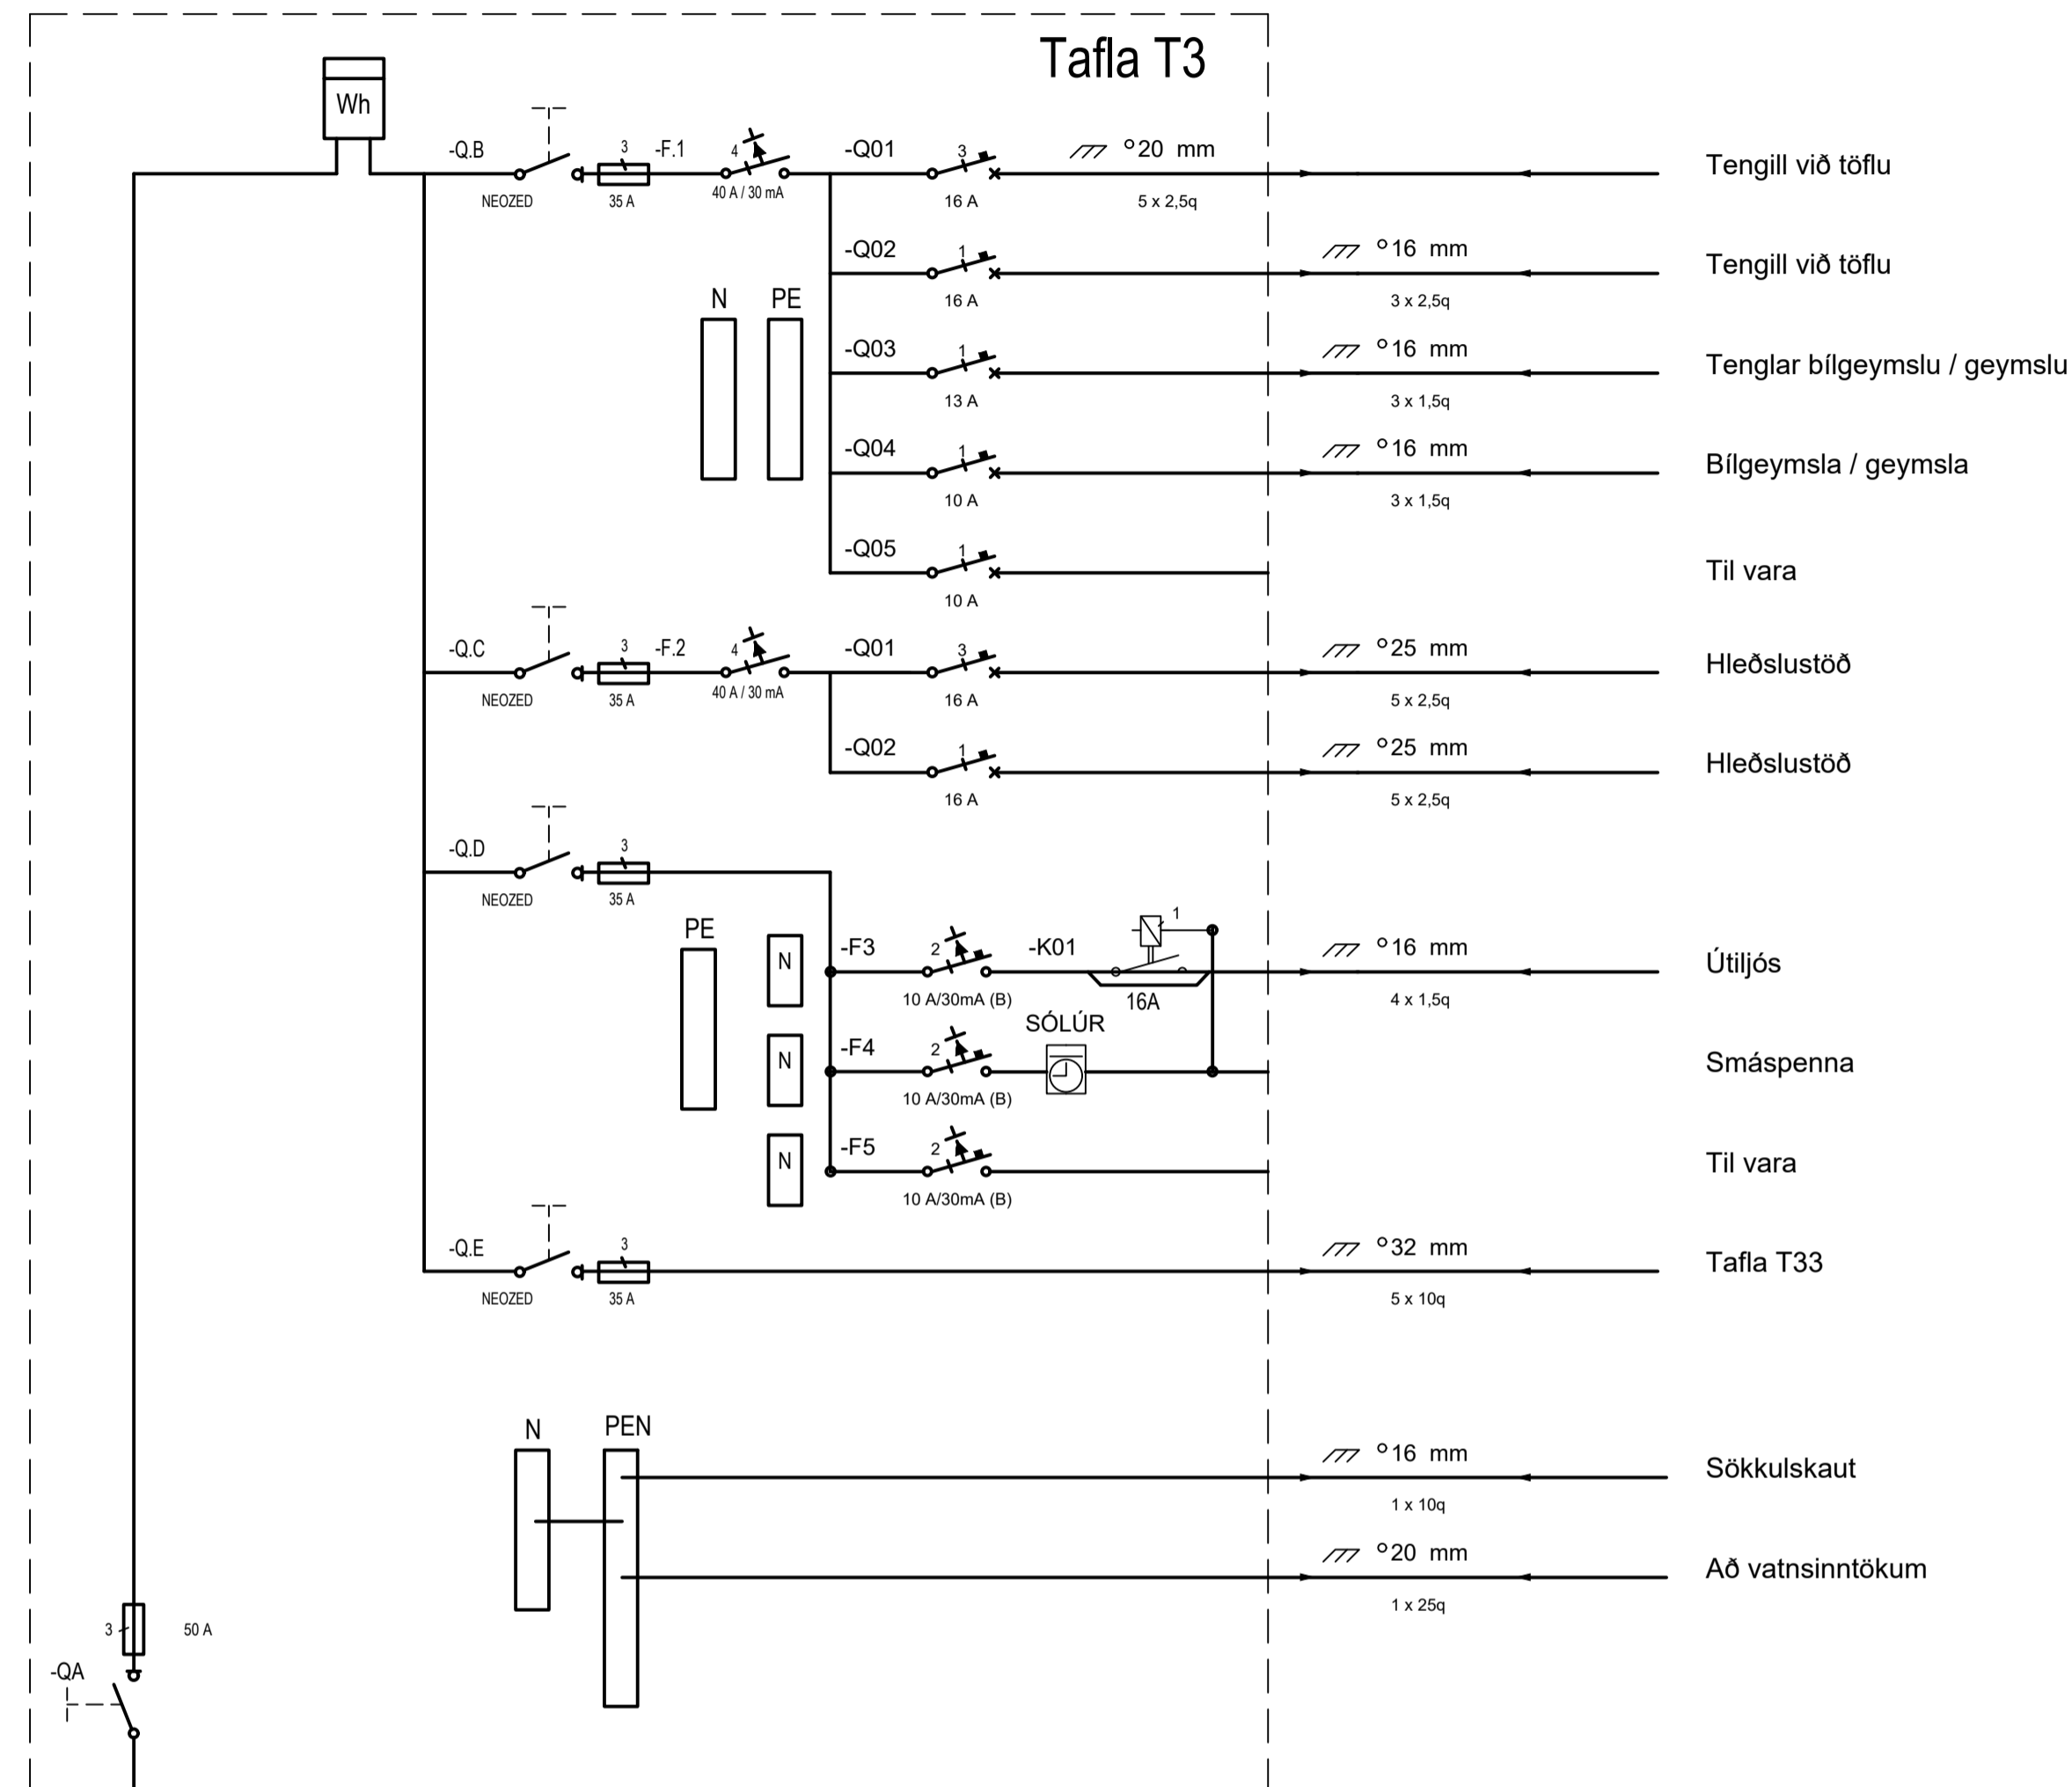 Tafla T3
Wh
-Q.B
NEOZED
3
35 A
-F.1
4
40 A / 30 mA
-Q01
3
16 A
°20 mm
5 x 2,5q
Tengill við töflu
-Q02
1
16 A
°16 mm
3 x 2,5q
Tengill við töflu
N
PE
-Q03
1
13 A
°16 mm
3 x 1,5q
Tenglar bílgeymslu / geymslu
-Q04
1
10 A
°16 mm
3 x 1,5q
Bílgeymsla / geymsla
-Q05
1
10 A
Til vara
-Q.C
NEOZED
3
35 A
-F.2
4
40 A / 30 mA
-Q01
3
16 A
°25 mm
5 x 2,5q
Hleðslustöð
-Q02
1
16 A
°25 mm
5 x 2,5q
Hleðslustöð
-Q.D
NEOZED
3
35 A
PE
N
-F3
2
10 A/30mA (B)
-K01
1
16A
°16 mm
4 x 1,5q
Útiljós
N
-F4
2
10 A/30mA (B)
SÓLÚR
Smáspenna
N
-F5
2
10 A/30mA (B)
Til vara
-Q.E
NEOZED
3
35 A
°32 mm
5 x 10q
Tafla T33
N
PEN
°16 mm
1 x 10q
Sökkulskaut
°20 mm
1 x 25q
Að vatnsinntökum
3
50 A
-QA